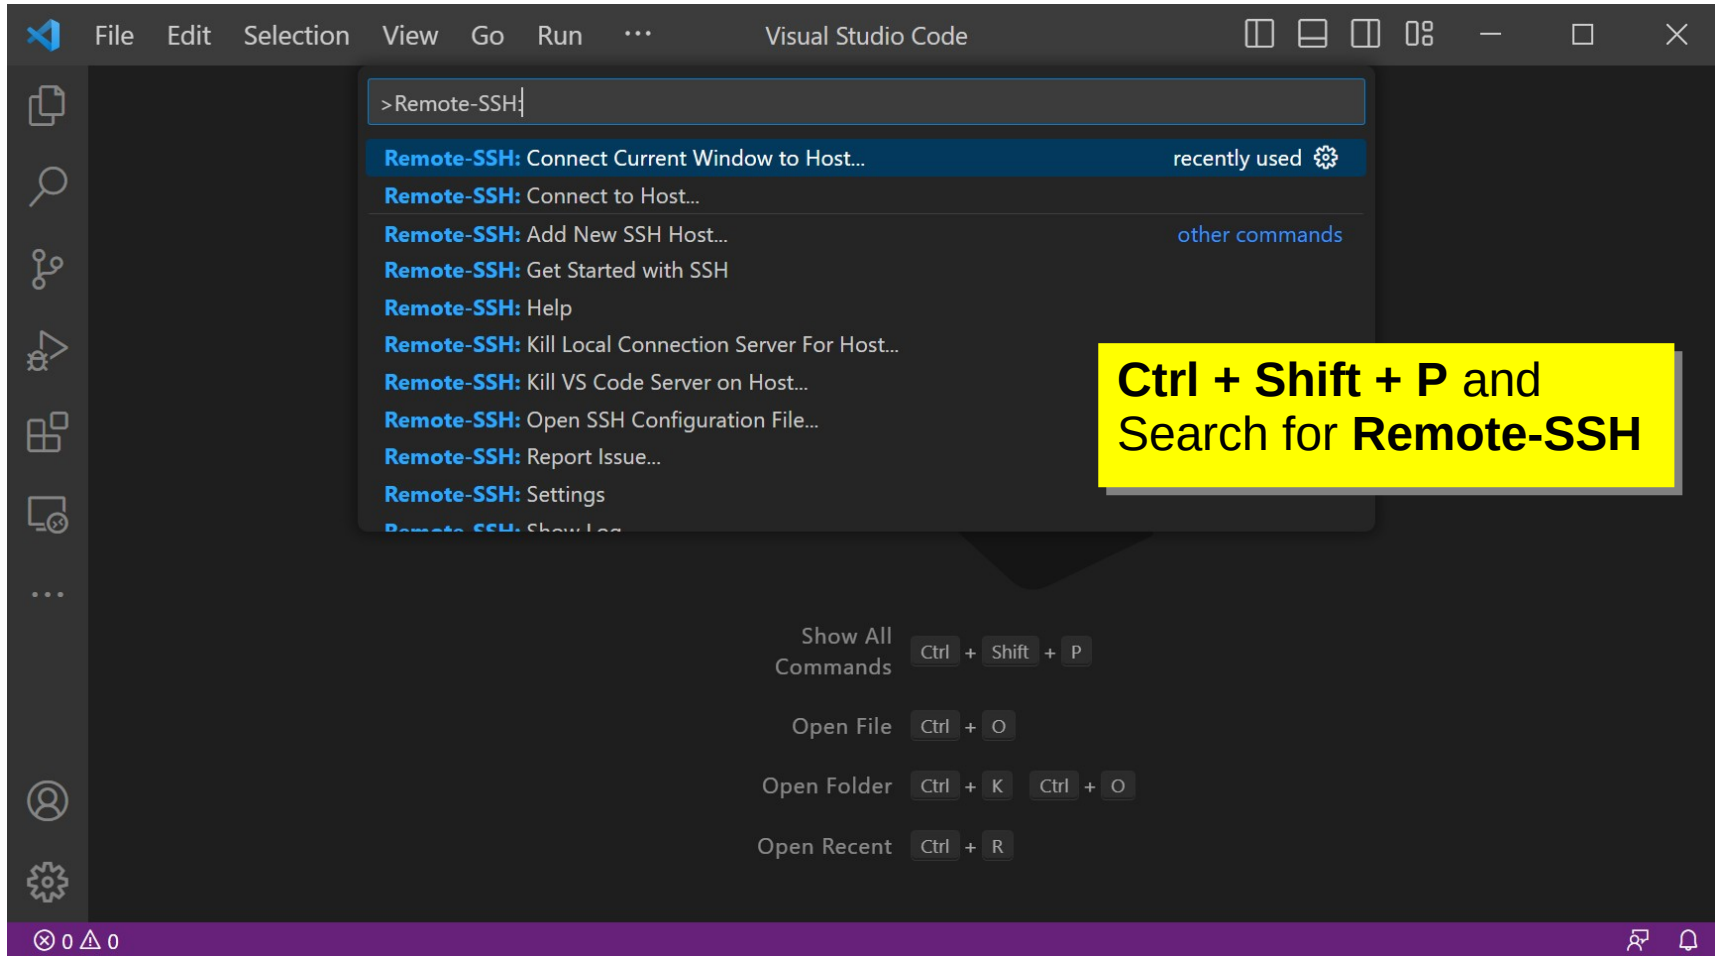 File Edit Selection View Go Run ··· Visual Studio Code
>Remote-SSH:
Remote-SSH: Connect Current Window to Host... recently used
Remote-SSH: Connect to Host...
Remote-SSH: Add New SSH Host... other commands
Remote-SSH: Get Started with SSH
Remote-SSH: Help
Remote-SSH: Kill Local Connection Server For Host...
Remote-SSH: Kill VS Code Server on Host...
Remote-SSH: Open SSH Configuration File...
Remote-SSH: Report Issue...
Remote-SSH: Settings
Remote-SSH: Show Log
Ctrl + Shift + P and
Search for Remote-SSH
Show All
Commands Ctrl + Shift + P
Open File Ctrl + O
Open Folder Ctrl + K Ctrl + O
Open Recent Ctrl + R
0 0